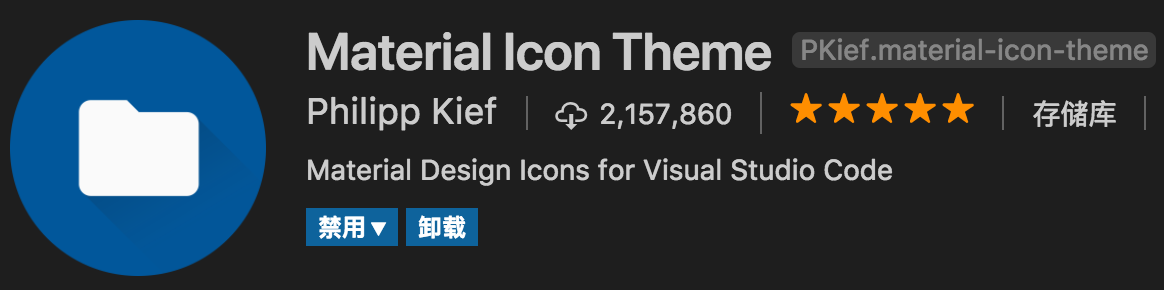 Material Icon Theme PKief.material-icon-theme
Philipp Kief 2,157,860 存储库
Material Design Icons for Visual Studio Code
禁用 卸载